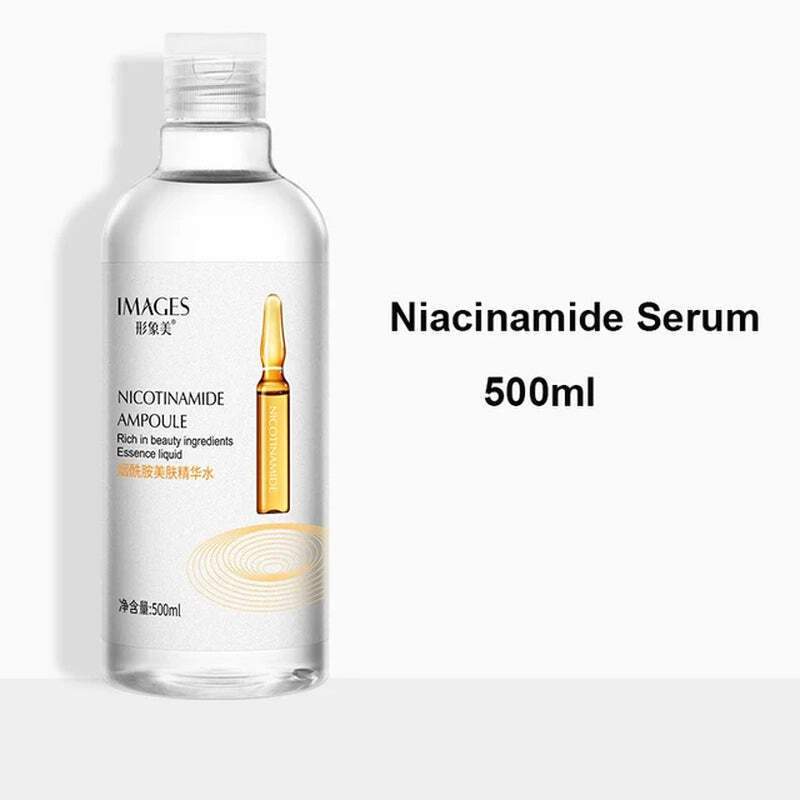 IMAGES
形象美®
NICOTINAMIDE
AMPOULE
Rich in beauty ingredients
Essence liquid
烟酰胺美肤精华水
NICOTINAMIDE
净含量:500ml
Niacinamide Serum
500ml